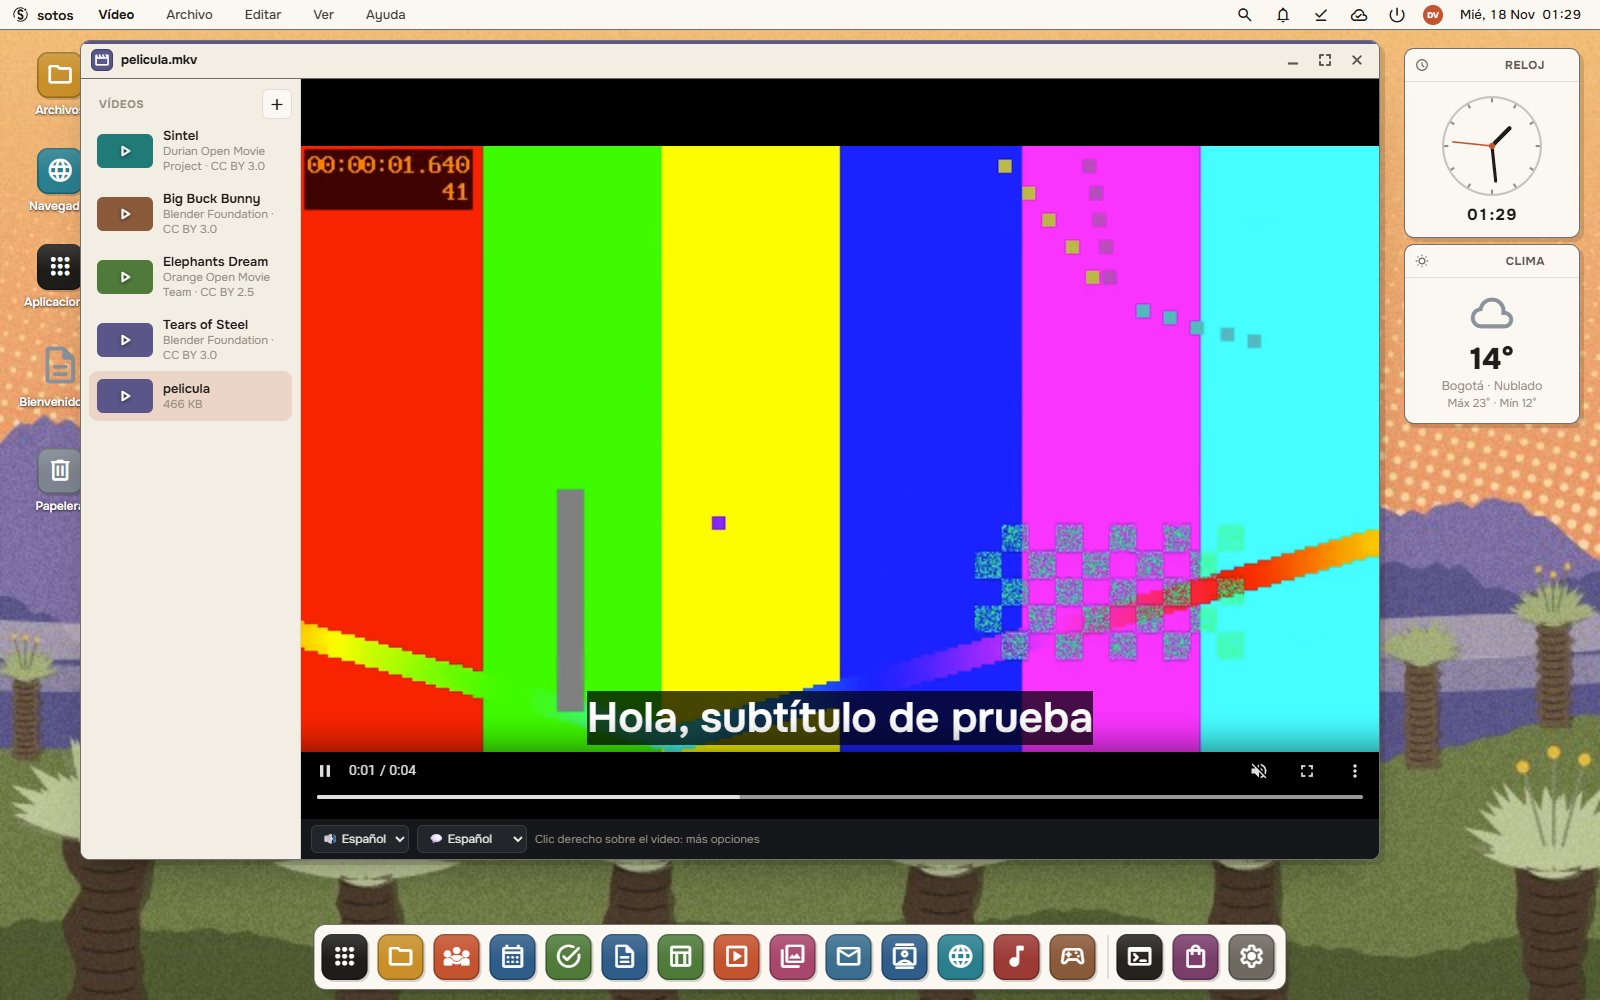 sotos Vídeo Archivo Editar Ver Ayuda
DV Mié, 18 Nov 01:29
pelicula.mkv
Archivos
Navegad
Aplicacion
Bienvenido
Papelera
VÍDEOS
Sintel
Durian Open Movie
Project · CC BY 3.0
Big Buck Bunny
Blender Foundation ·
CC BY 3.0
Elephants Dream
Orange Open Movie
Team · CC BY 2.5
Tears of Steel
Blender Foundation ·
CC BY 3.0
pelicula
466 KB
00:00:01.640
41
Hola, subtítulo de prueba
0:01 / 0:04
Español
Español
Clic derecho sobre el video: más opciones
RELOJ
01:29
CLIMA
14°
Bogotá · Nublado
Máx 23° · Mín 12°